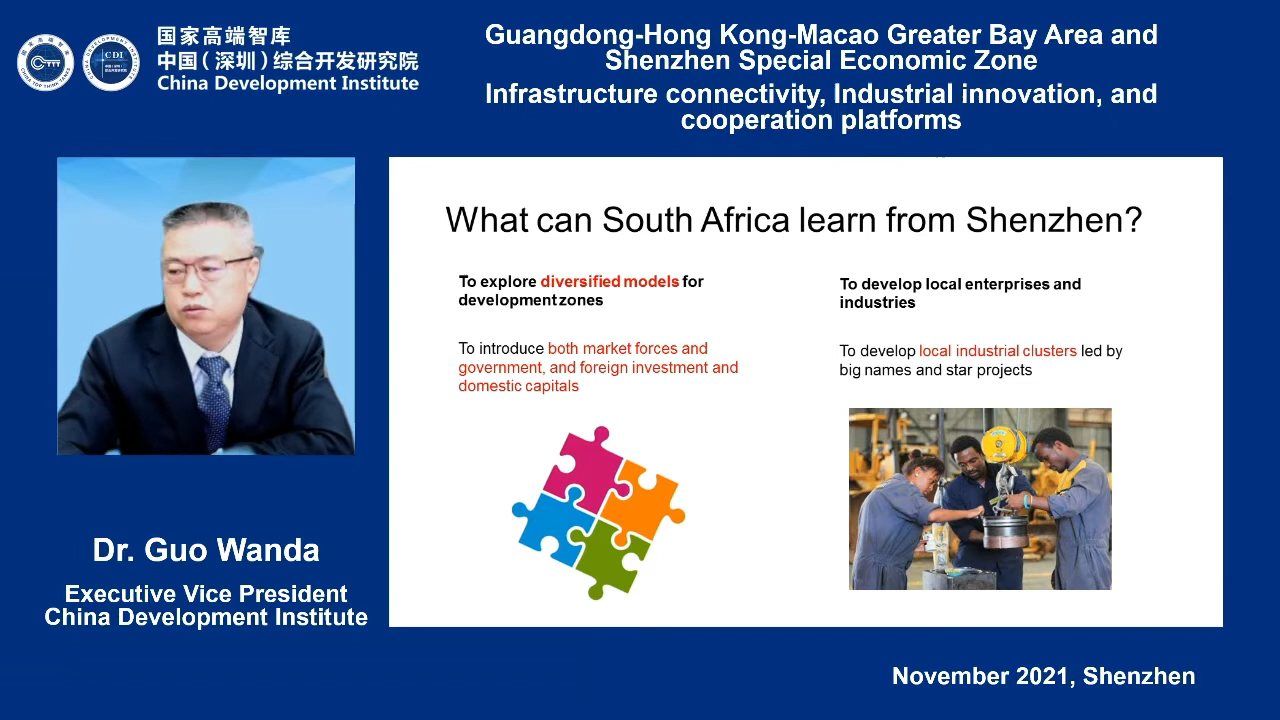 国家高端智库
中国（深圳）综合开发研究院
China Development Institute
CDI
Guangdong-Hong Kong-Macao Greater Bay Area and
Shenzhen Special Economic Zone
Infrastructure connectivity, Industrial innovation, and
cooperation platforms
What can South Africa learn from Shenzhen?
To explore diversified models for
development zones
To introduce both market forces and
government, and foreign investment and
domestic capitals
To develop local enterprises and
industries
To develop local industrial clusters led by
big names and star projects
Dr. Guo Wanda
Executive Vice President
China Development Institute
November 2021, Shenzhen